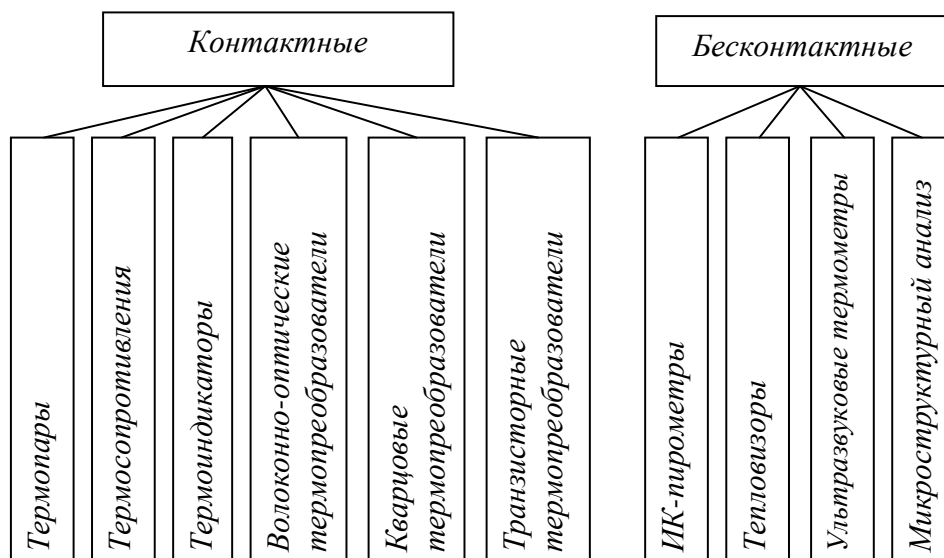 Контактные
Бесконтактные
Термопары
Термосопротивления
Термоиндикаторы
Волоконно-оптические
термопреобразователи
Кварцовые
термопреобразователи
Транзисторные
термопреобразователи
ИК-пирометры
Тепловизоры
Ультразвуковые термометры
Микроструктурный анализ